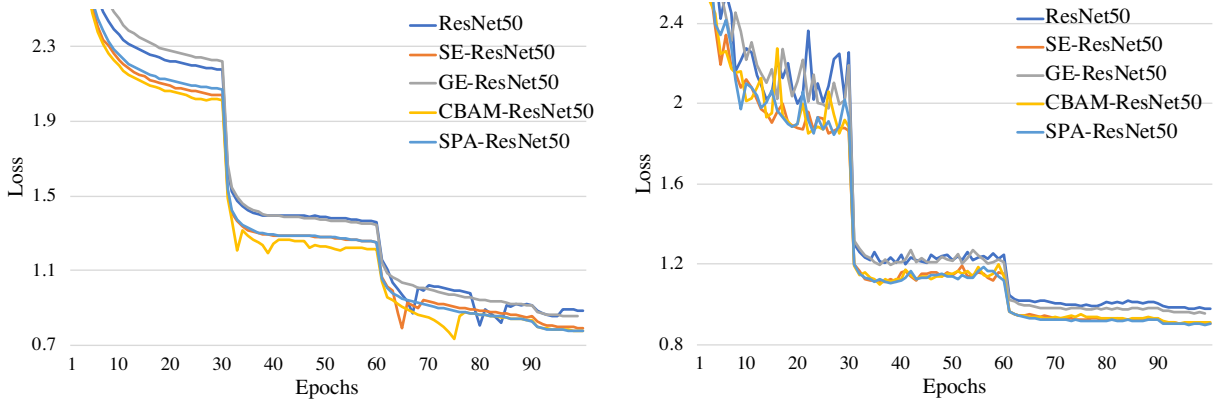 2.3
1.9
1.5
1.1
0.7
Loss
1 10 20 30 40 50 60 70 80 90
Epochs
ResNet50
SE-ResNet50
GE-ResNet50
CBAM-ResNet50
SPA-ResNet50
2.4
2
1.6
1.2
0.8
Loss
1 10 20 30 40 50 60 70 80 90
Epochs
ResNet50
SE-ResNet50
GE-ResNet50
CBAM-ResNet50
SPA-ResNet50